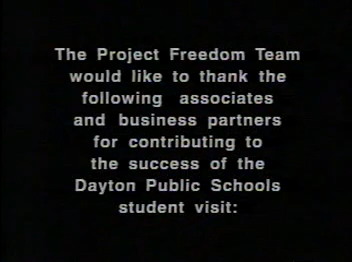 The Project Freedom Team
would like to thank the
following associates
and business partners
for contributing to
the success of the
Dayton Public Schools
student visit: